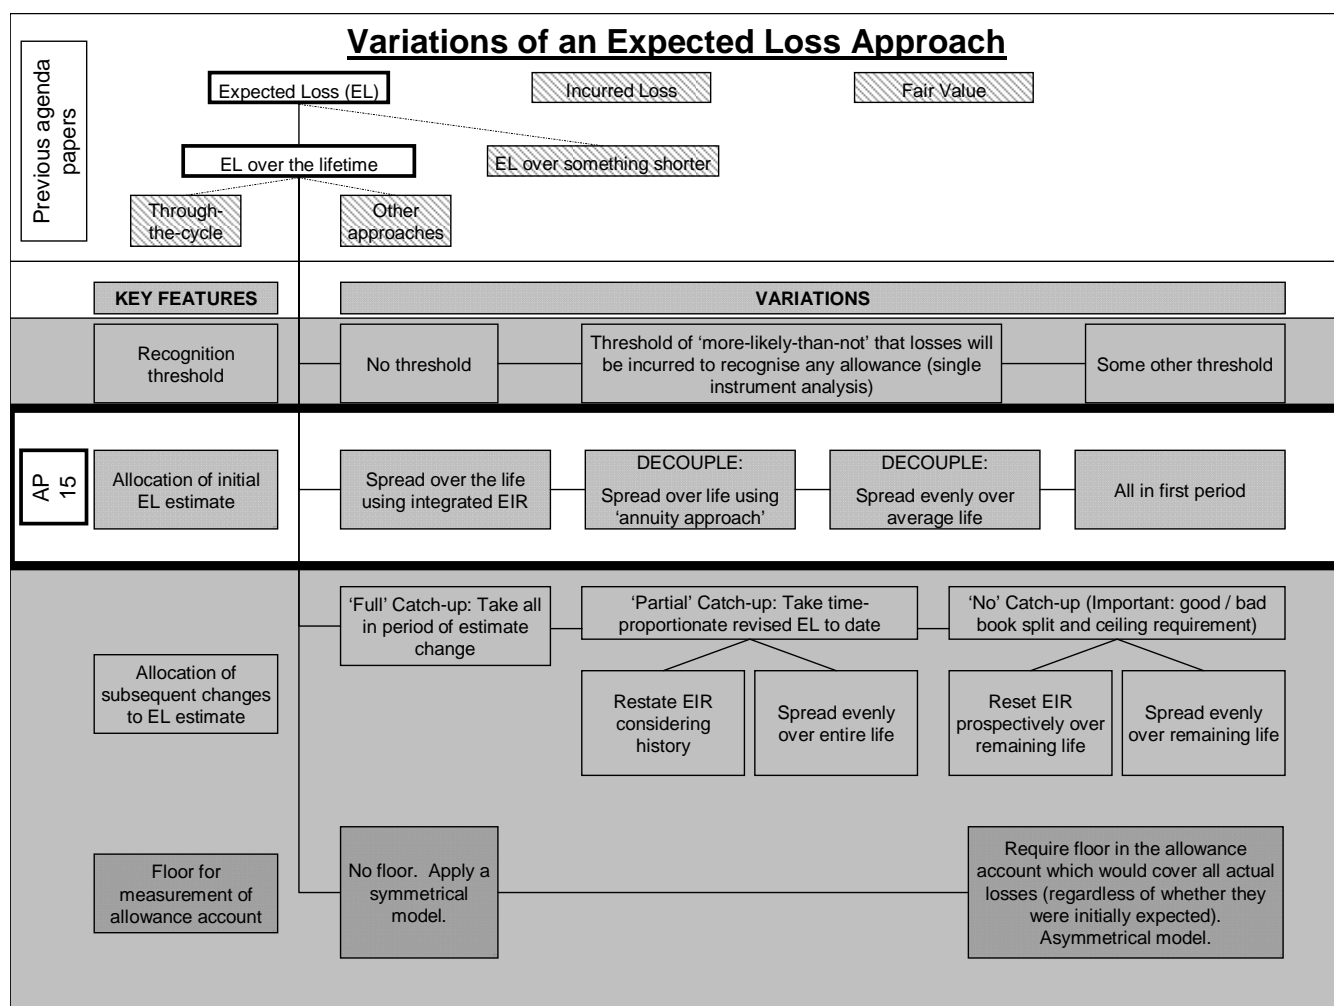 Variations of an Expected Loss Approach
Previous agenda
papers
Expected Loss (EL)
Incurred Loss
Fair Value
EL over the lifetime
EL over something shorter
Through-
the-cycle
Other
approaches
KEY FEATURES
VARIATIONS
Recognition
threshold
No threshold
Threshold of ‘more-likely-than-not’ that losses will
be incurred to recognise any allowance (single
instrument analysis)
Some other threshold
AP
15
Allocation of initial
EL estimate
Spread over the life
using integrated EIR
DECOUPLE:
Spread over life using
‘annuity approach’
DECOUPLE:
Spread evenly over
average life
All in first period
Allocation of
subsequent changes
to EL estimate
‘Full’ Catch-up: Take all
in period of estimate
change
‘Partial’ Catch-up: Take time-
proportionate revised EL to date
‘No’ Catch-up (Important: good / bad
book split and ceiling requirement)
Restate EIR
considering
history
Spread evenly
over entire life
Reset EIR
prospectively over
remaining life
Spread evenly
over remaining life
Floor for
measurement of
allowance account
No floor.  Apply a
symmetrical
model.
Require floor in the allowance
account which would cover all actual
losses (regardless of whether they
were initially expected).
Asymmetrical model.